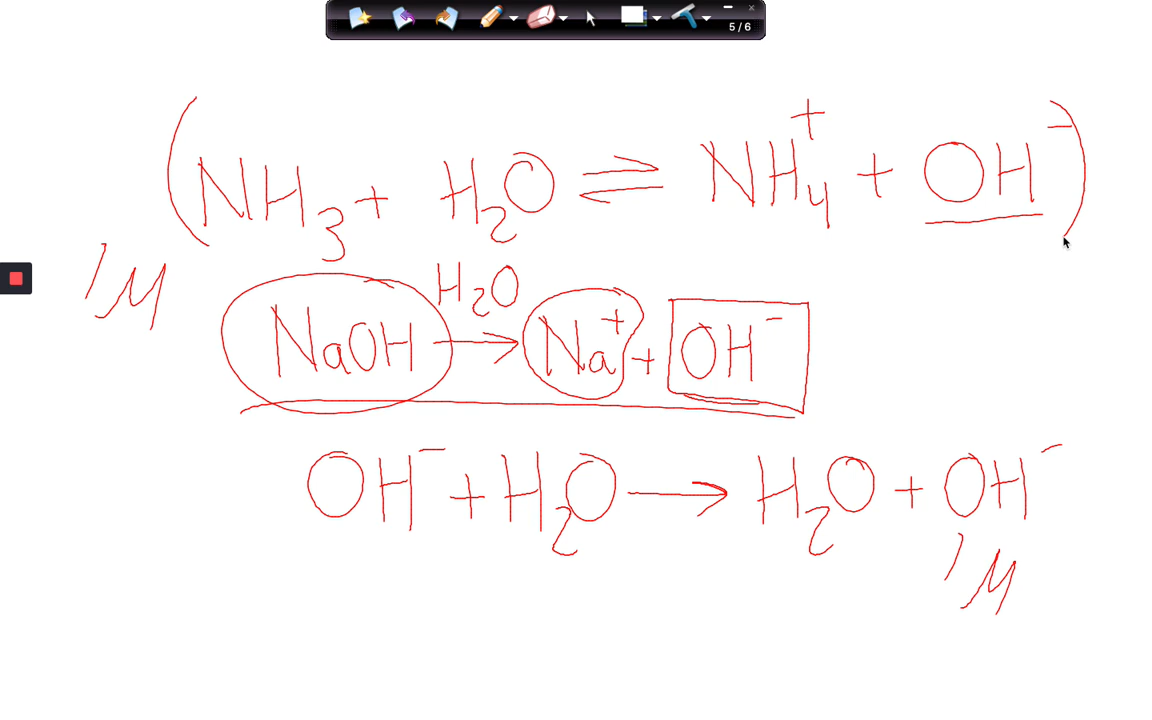 5 / 6
(NH₃ + H₂O ⇌ NH₄⁺ + OH⁻)
1M
H₂O
NaOH → Na⁺ + OH⁻
OH⁻ + H₂O → H₂O + OH⁻
1M